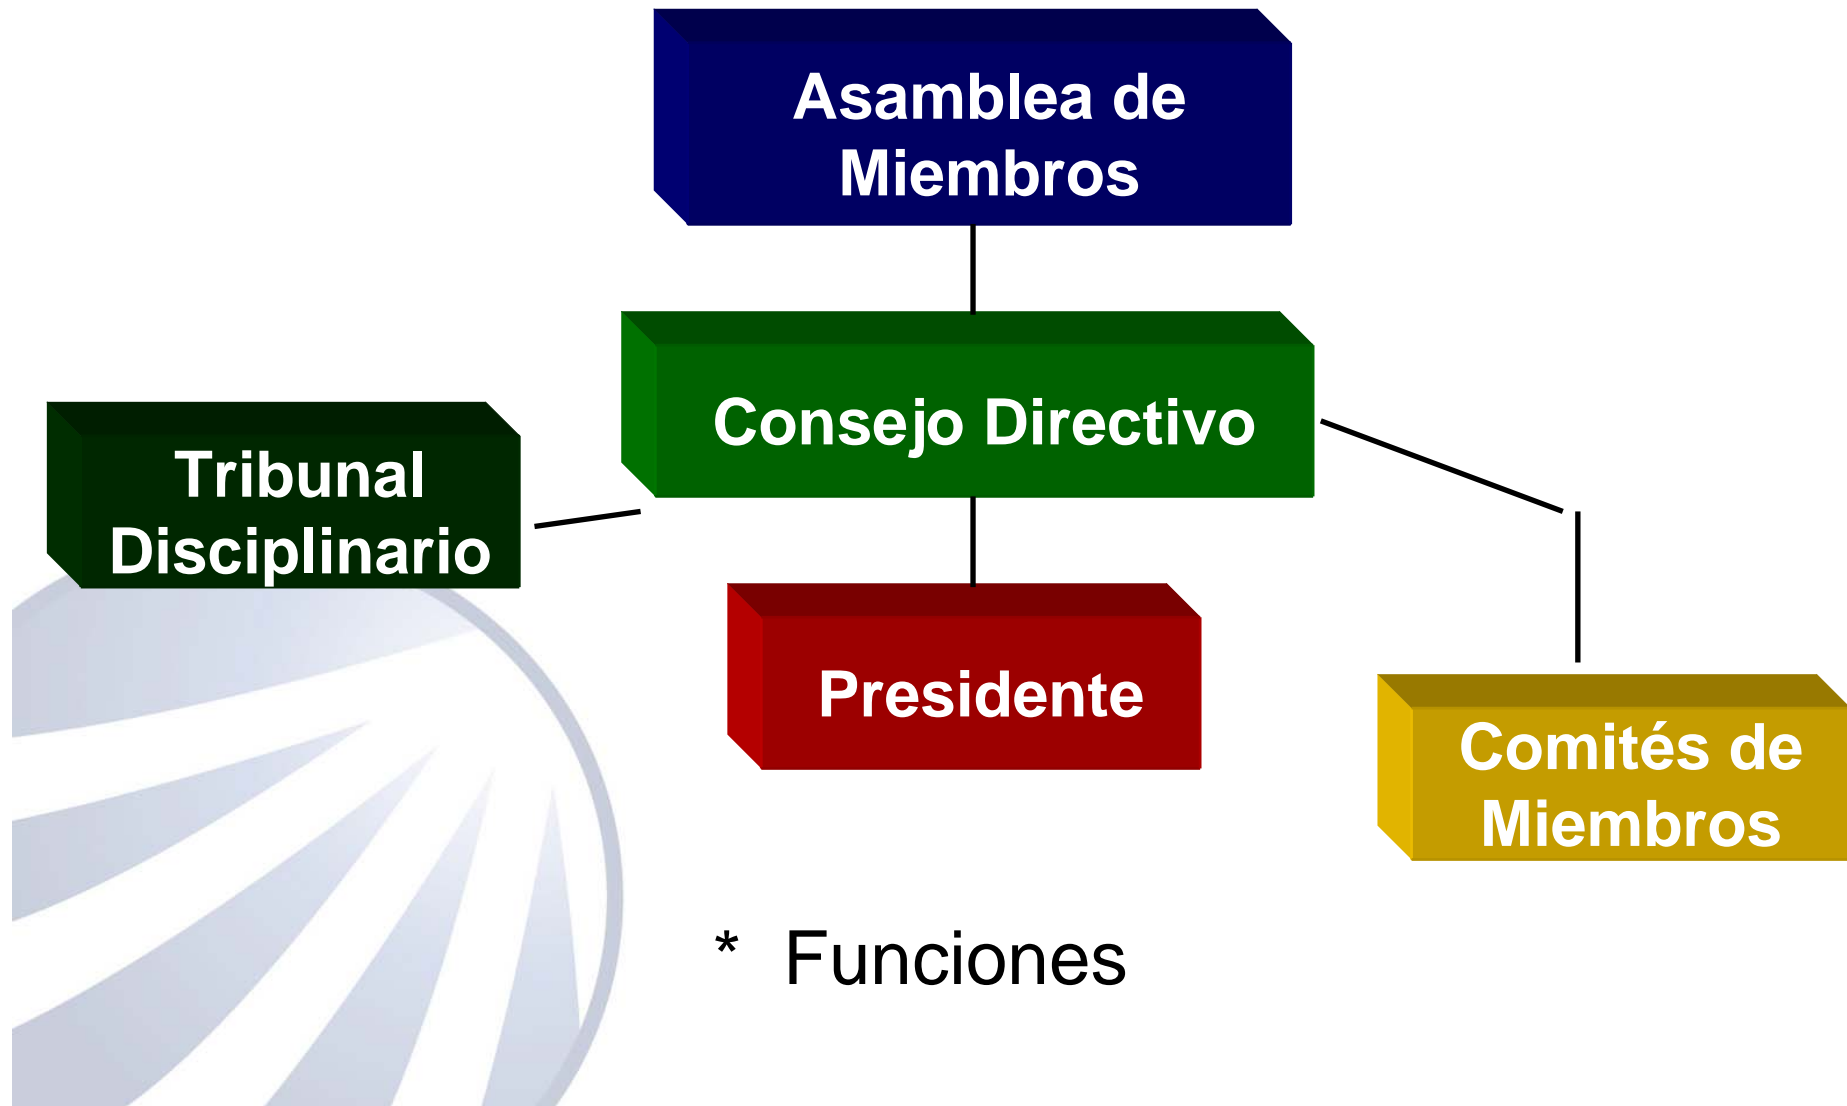 Asamblea de
Miembros
Consejo Directivo
Tribunal
Disciplinario
Presidente
Comités de
Miembros
* Funciones